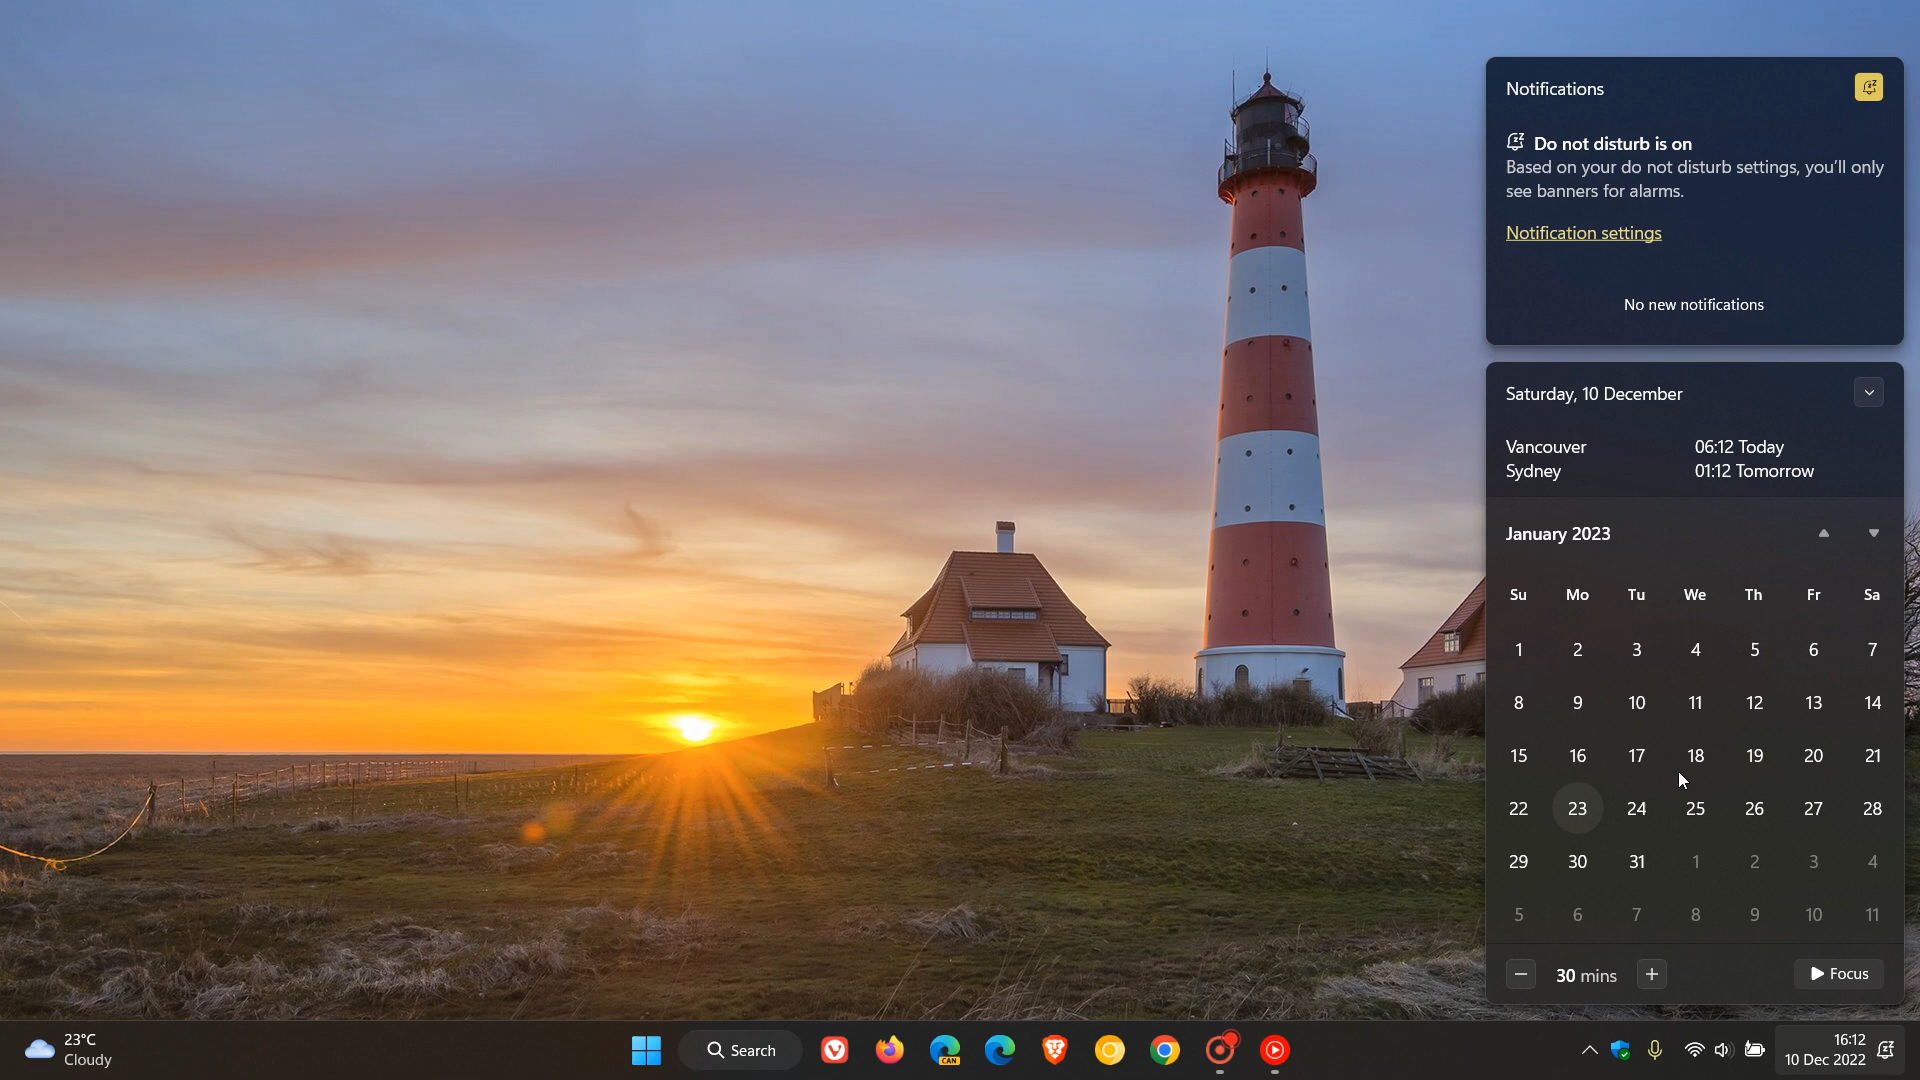 Notifications
Do not disturb is on
Based on your do not disturb settings, you'll only
see banners for alarms.
Notification settings
No new notifications
Saturday, 10 December
Vancouver 06:12 Today
Sydney 01:12 Tomorrow
January 2023
Su Mo Tu We Th Fr Sa
1 2 3 4 5 6 7
8 9 10 11 12 13 14
15 16 17 18 19 20 21
22 23 24 25 26 27 28
29 30 31 1 2 3 4
5 6 7 8 9 10 11
30 mins Focus
23°C
Cloudy
Search
CAN
16:12
10 Dec 2022